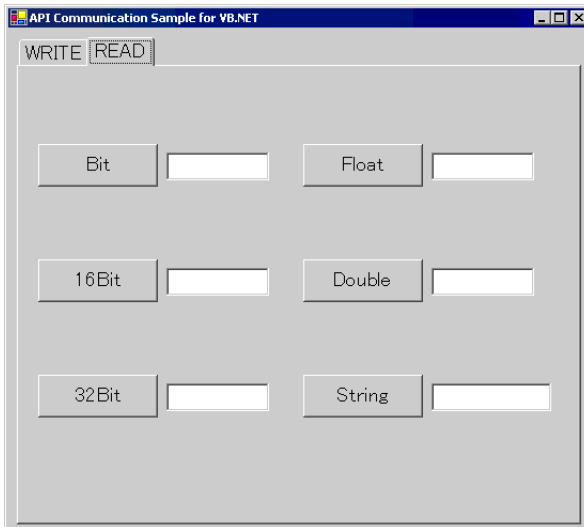 API Communication Sample for VB.NET
WRITE READ
Bit Float
16Bit Double
32Bit String